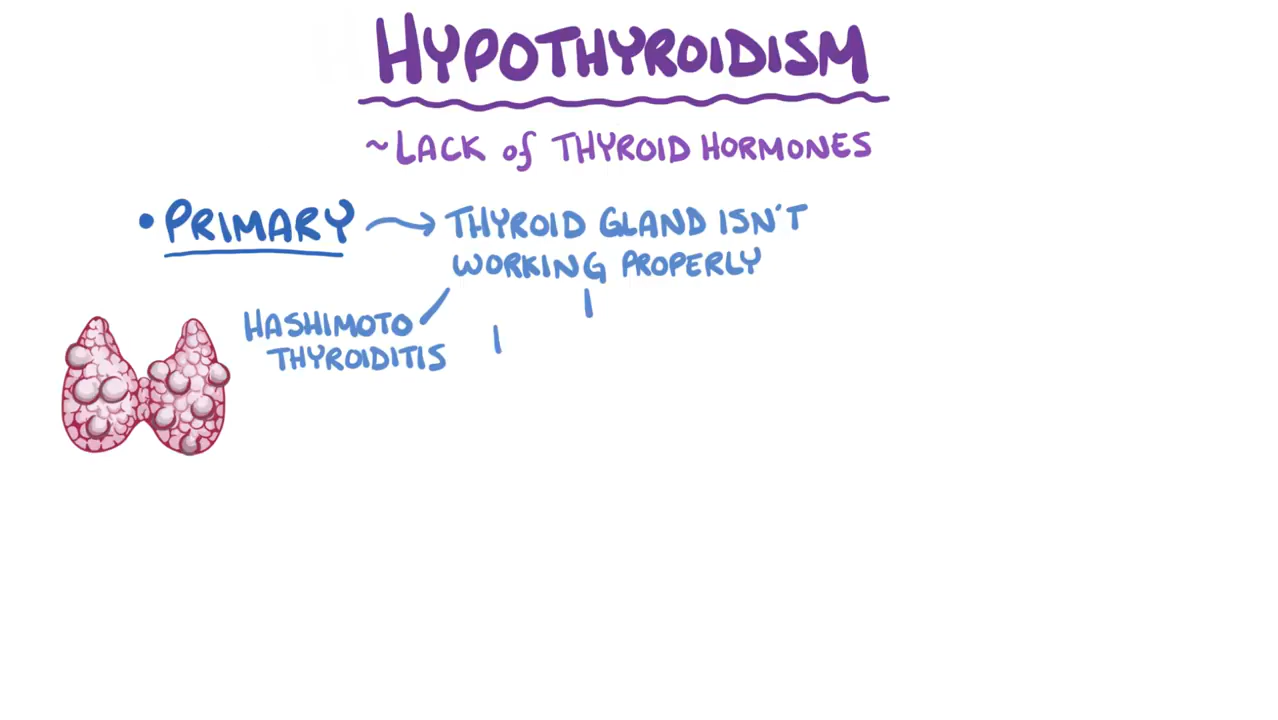 HYPOTHYROIDISM
~LACK of THYROID HORMONES
• PRIMARY → THYROID GLAND ISN'T
WORKING PROPERLY
HASHIMOTO
THYROIDITIS